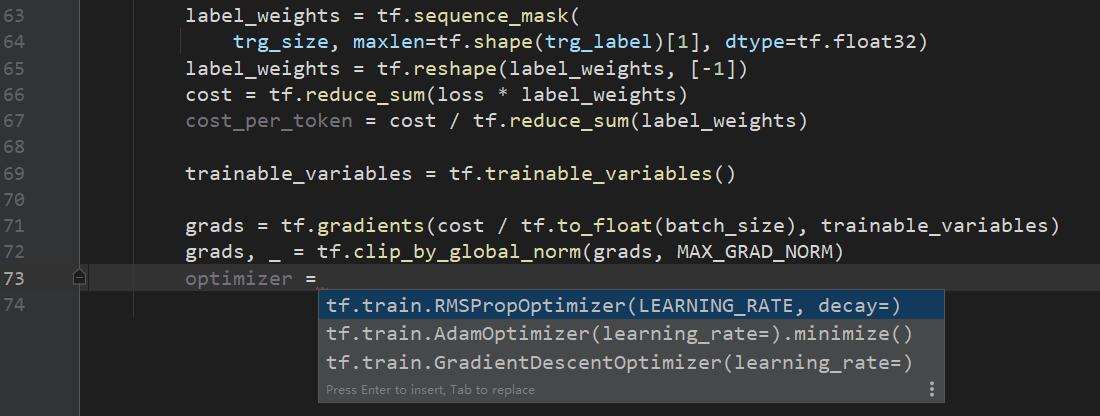 63 label_weights = tf.sequence_mask(
64 trg_size, maxlen=tf.shape(trg_label)[1], dtype=tf.float32)
65 label_weights = tf.reshape(label_weights, [-1])
66 cost = tf.reduce_sum(loss * label_weights)
67 cost_per_token = cost / tf.reduce_sum(label_weights)
68
69 trainable_variables = tf.trainable_variables()
70
71 grads = tf.gradients(cost / tf.to_float(batch_size), trainable_variables)
72 grads, _ = tf.clip_by_global_norm(grads, MAX_GRAD_NORM)
73 optimizer =
74
tf.train.RMSPropOptimizer(LEARNING_RATE, decay=)
tf.train.AdamOptimizer(learning_rate=).minimize()
tf.train.GradientDescentOptimizer(learning_rate=)
Press Enter to insert, Tab to replace